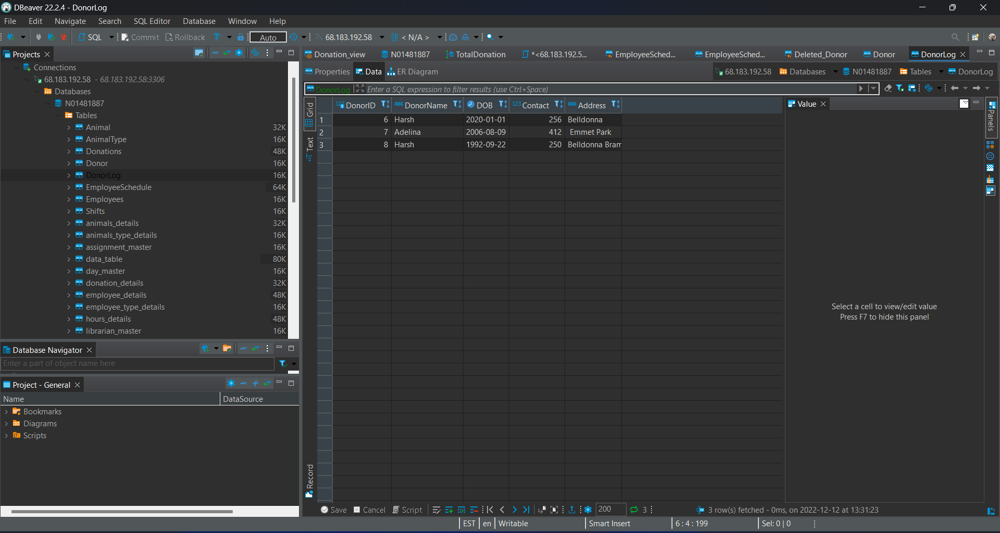 DBeaver 22.2.4 - DonorLog
File Edit Navigate Search SQL Editor Database Window Help
SQL Commit Rollback Auto 68.183.192.58 < N/A >
Projects
Connections
68.183.192.58 - 68.183.192.58:3306
Databases
N01481887
Tables
Animal 32K
AnimalType 16K
Donations 48K
Donor 16K
DonorLog 16K
EmployeeSchedule 64K
Employees 16K
Shifts 16K
animals_details 32K
animals_type_details 16K
assignment_master 16K
data_table 80K
day_master 16K
donation_details 32K
employee_details 48K
employee_type_details 16K
hours_details 48K
librarian_master 16K
Database Navigator
Enter a part of object name here
Project - General
Name DataSource
Bookmarks
Diagrams
Scripts
Donation_view N01481887 TotalDonation *<68.183.192.5... EmployeeSched... EmployeeSched... Deleted_Donor Donor DonorLog
Properties Data ER Diagram 68.183.192.58 Databases N01481887 Tables DonorLog
DonorLog Enter a SQL expression to filter results (use Ctrl+Space)
Grid
Text
Record
123 DonorID ABC DonorName DOB 123 Contact ABC Address
1 6 Harsh 2020-01-01 256 Belldonna
2 7 Adelina 2006-08-09 412 Emmet Park
3 8 Harsh 1992-09-22 250 Belldonna Bram
Value
Select a cell to view/edit value
Press F7 to hide this panel
Panels
Save Cancel Script 200 3 3 row(s) fetched - 0ms, on 2022-12-12 at 13:31:23
EST en Writable Smart Insert 6 : 4 : 199 Sel: 0 | 0